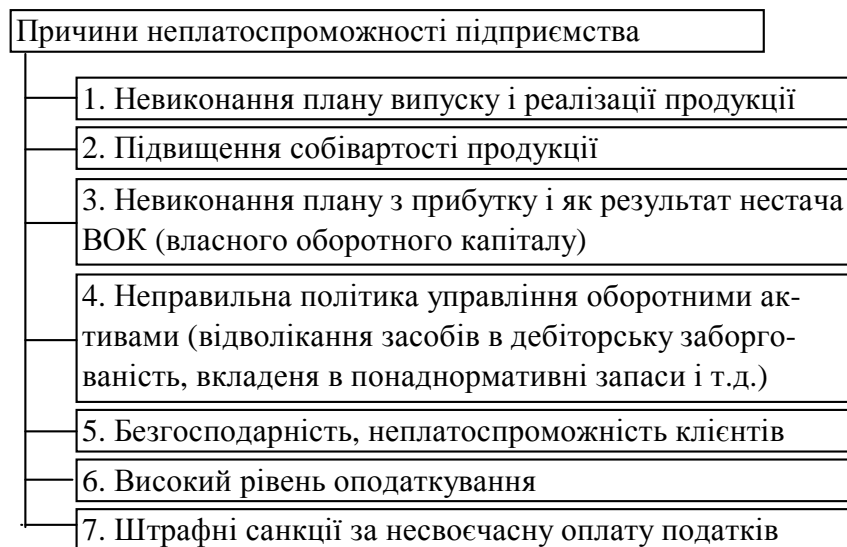 Причини неплатоспроможності підприємства
1. Невиконання плану випуску і реалізації продукції
2. Підвищення собівартості продукції
3. Невиконання плану з прибутку і як результат нестача
ВОК (власного оборотного капіталу)
4. Неправильна політика управління оборотними ак-
тивами (відволікання засобів в дебіторську заборго-
ваність, вкладеня в понаднормативні запаси і т.д.)
5. Безгосподарність, неплатоспроможність клієнтів
6. Високий рівень оподаткування
7. Штрафні санкції за несвоєчасну оплату податків